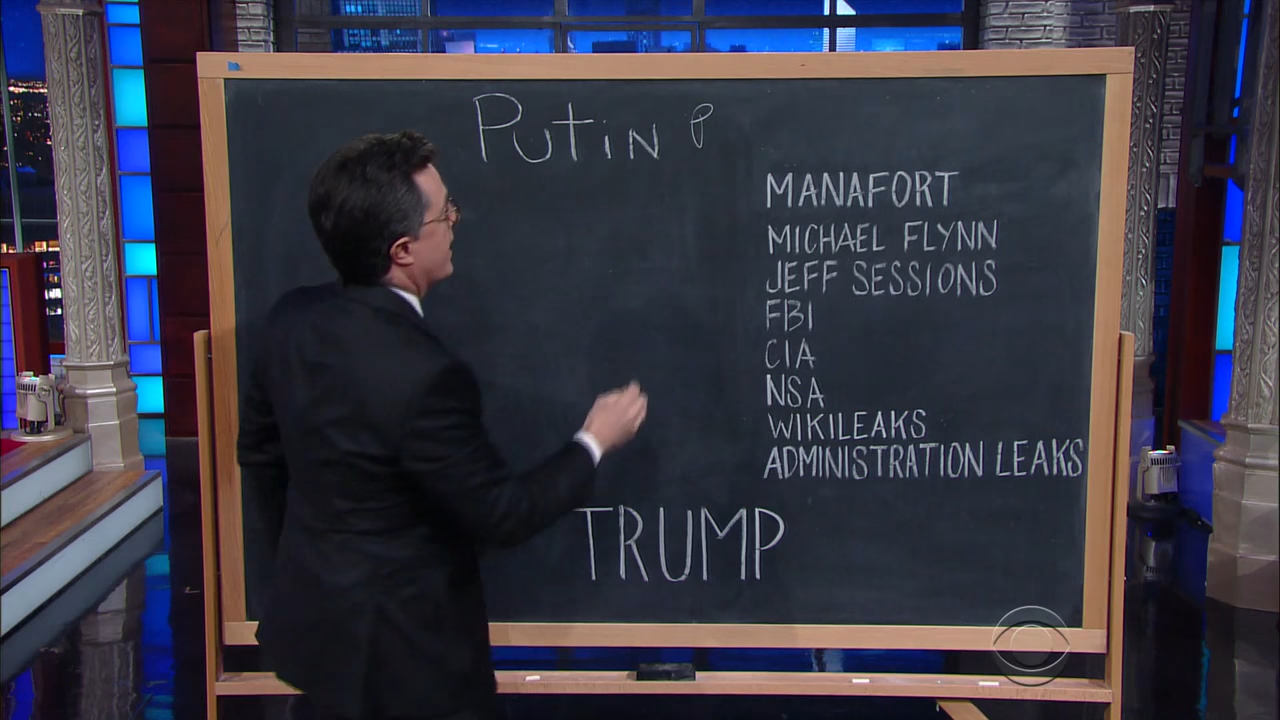 Putin
MANAFORT
MICHAEL FLYNN
JEFF SESSIONS
FBI
CIA
NSA
WIKILEAKS
ADMINISTRATION LEAKS
TRUMP